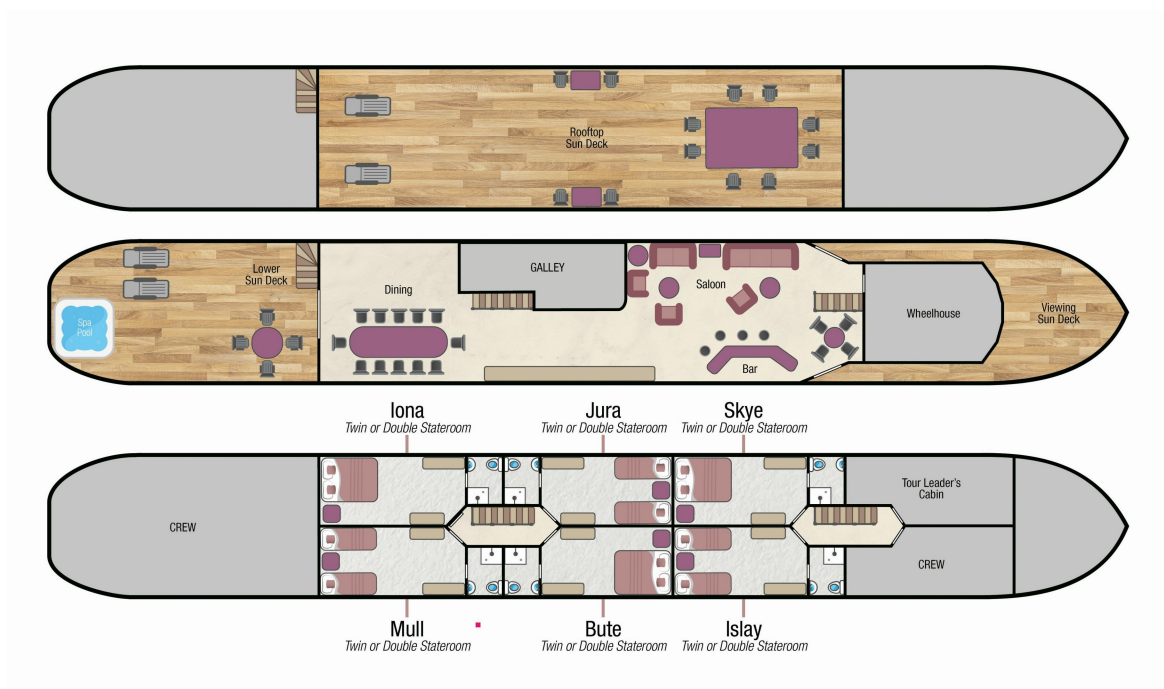 Rooftop
Sun Deck
Lower
Sun Deck
Spa
Pool
Dining
GALLEY
Saloon
Bar
Wheelhouse
Viewing
Sun Deck
Iona
Twin or Double Stateroom
Jura
Twin or Double Stateroom
Skye
Twin or Double Stateroom
CREW
Tour Leader's
Cabin
CREW
Mull
Twin or Double Stateroom
Bute
Twin or Double Stateroom
Islay
Twin or Double Stateroom